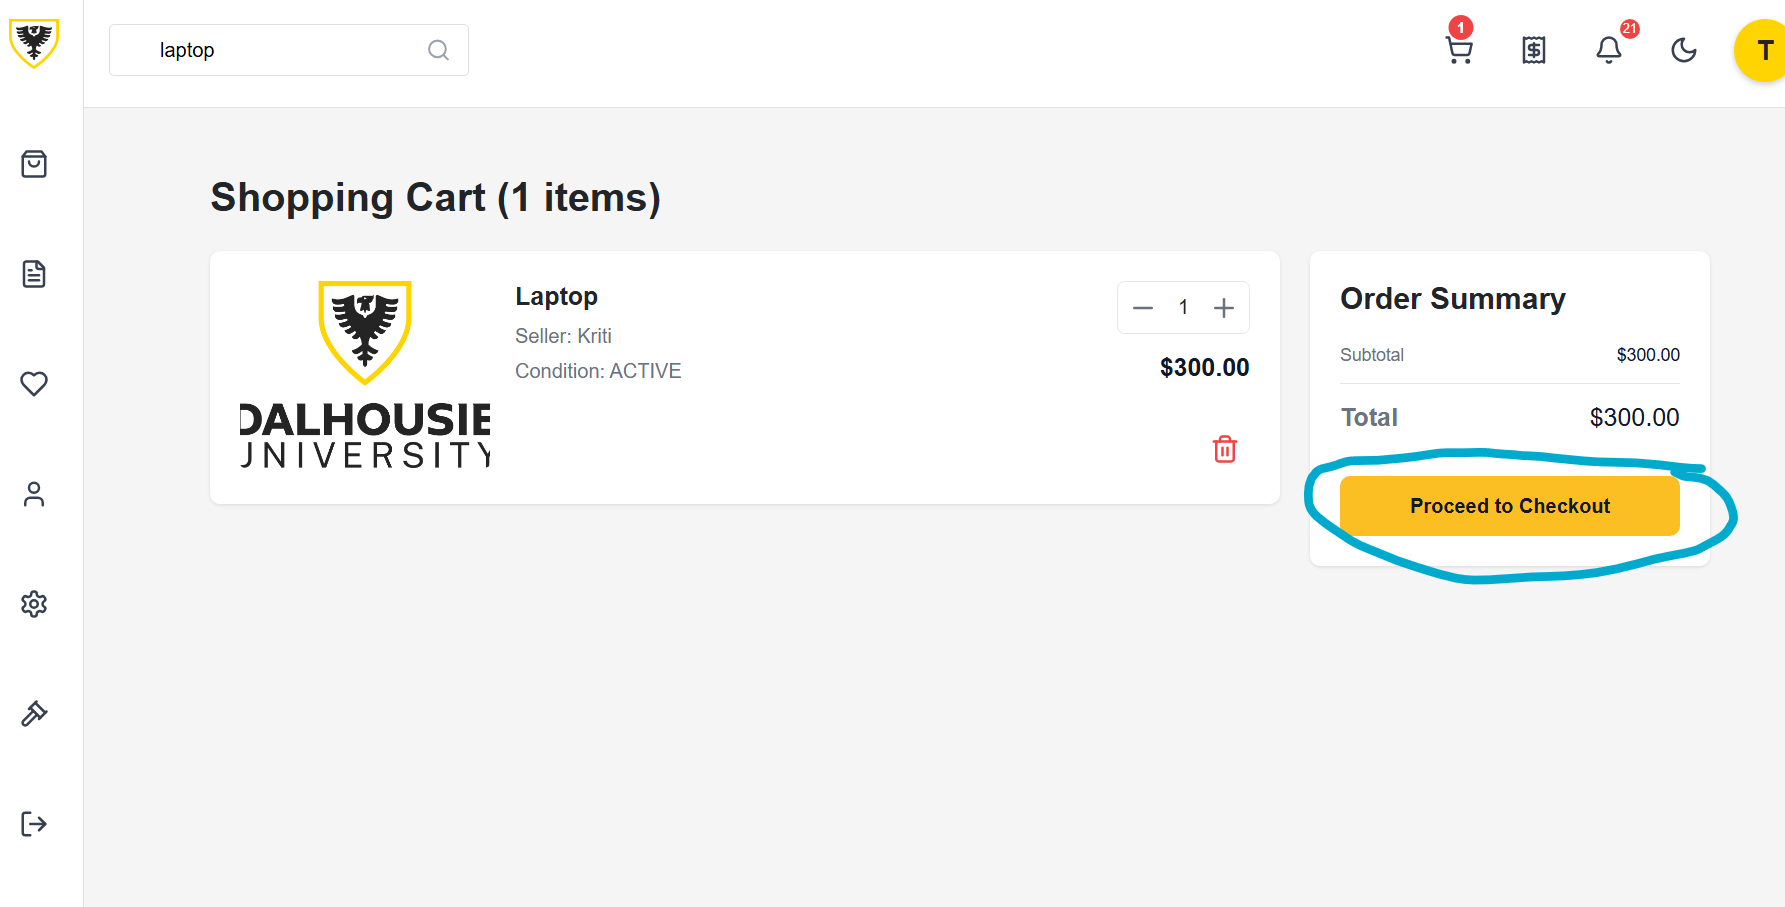 laptop
1
21
T
Shopping Cart (1 items)
Laptop
Seller: Kriti
Condition: ACTIVE
1
$300.00
DALHOUSIE
UNIVERSITY
Order Summary
Subtotal $300.00
Total $300.00
Proceed to Checkout